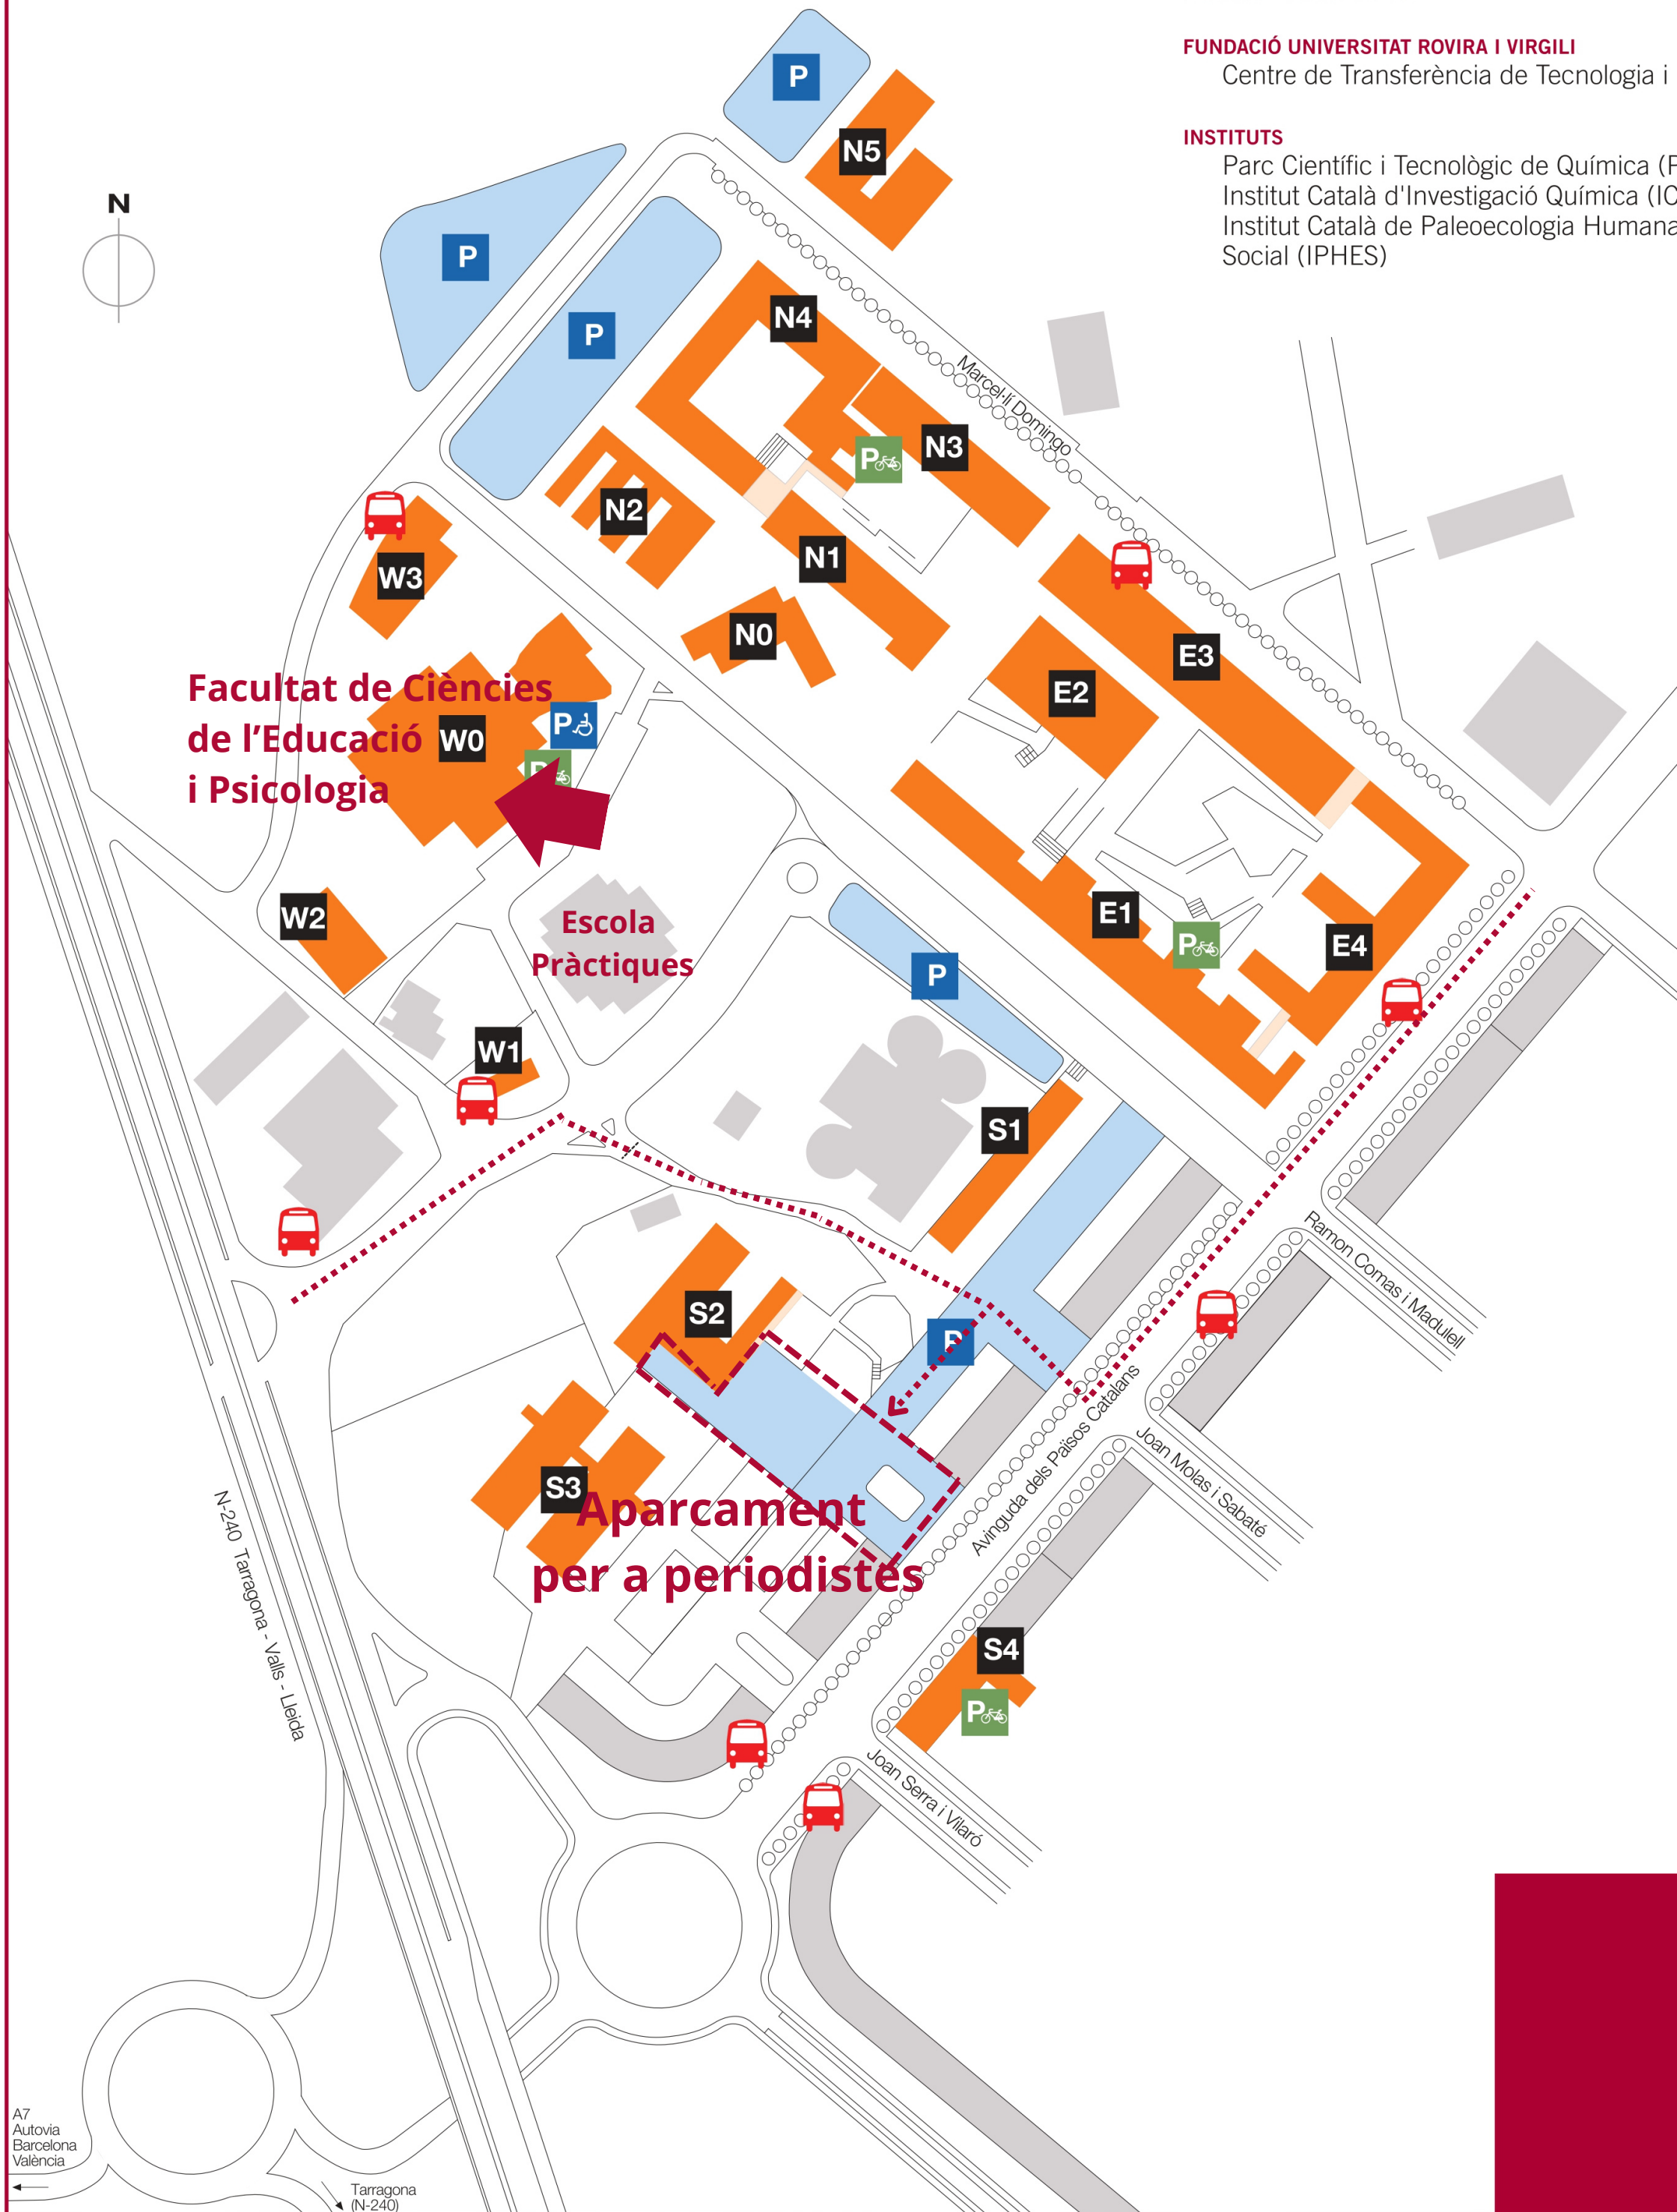 FUNDACIÓ UNIVERSITAT ROVIRA I VIRGILI
Centre de Transferència de Tecnologia i
INSTITUTS
Parc Científic i Tecnològic de Química (P
Institut Català d'Investigació Química (IC
Institut Català de Paleoecologia Humana
Social (IPHES)
P
N5
N
P
P
N4
Marcel·lí Domingo
P
N3
N2
N1
W3
N0
E3
E2
Facultat de Ciències
de l'Educació
i Psicologia
W0
P
P
W2
Escola
Pràctiques
E1
P
E4
P
W1
S1
Ramon Comas i Maduiell
S2
P
Avinguda dels Països Catalans
Joan Molas i Sabaté
S3
Aparcament
per a periodistes
N-240 Tarragona - Valls - Lleida
S4
P
Joan Serra i Vilaró
A7
Autovia
Barcelona
València
Tarragona
(N-240)